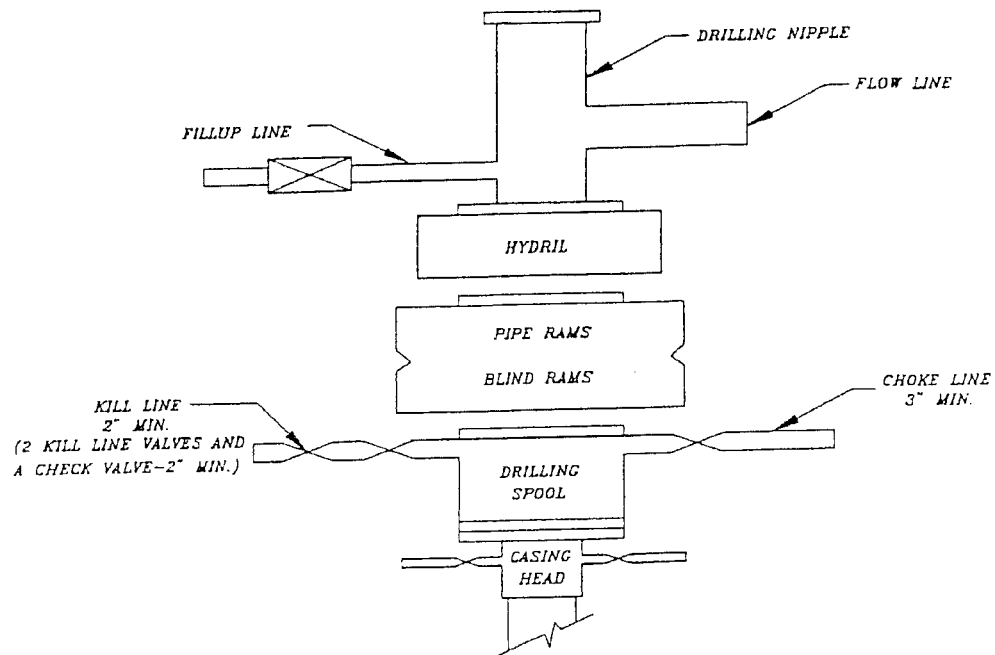 DRILLING NIPPLE
FLOW LINE
FILLUP LINE
HYDRIL
PIPE RAMS
BLIND RAMS
CHOKE LINE
3" MIN.
KILL LINE
2" MIN.
(2 KILL LINE VALVES AND
A CHECK VALVE-2" MIN.)
DRILLING
SPOOL
CASING
HEAD